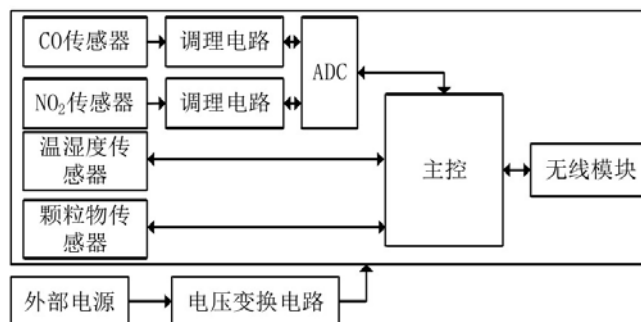 CO传感器
调理电路
ADC
NO₂传感器
调理电路
温湿度传
感器
主控
无线模块
颗粒物传
感器
外部电源
电压变换电路